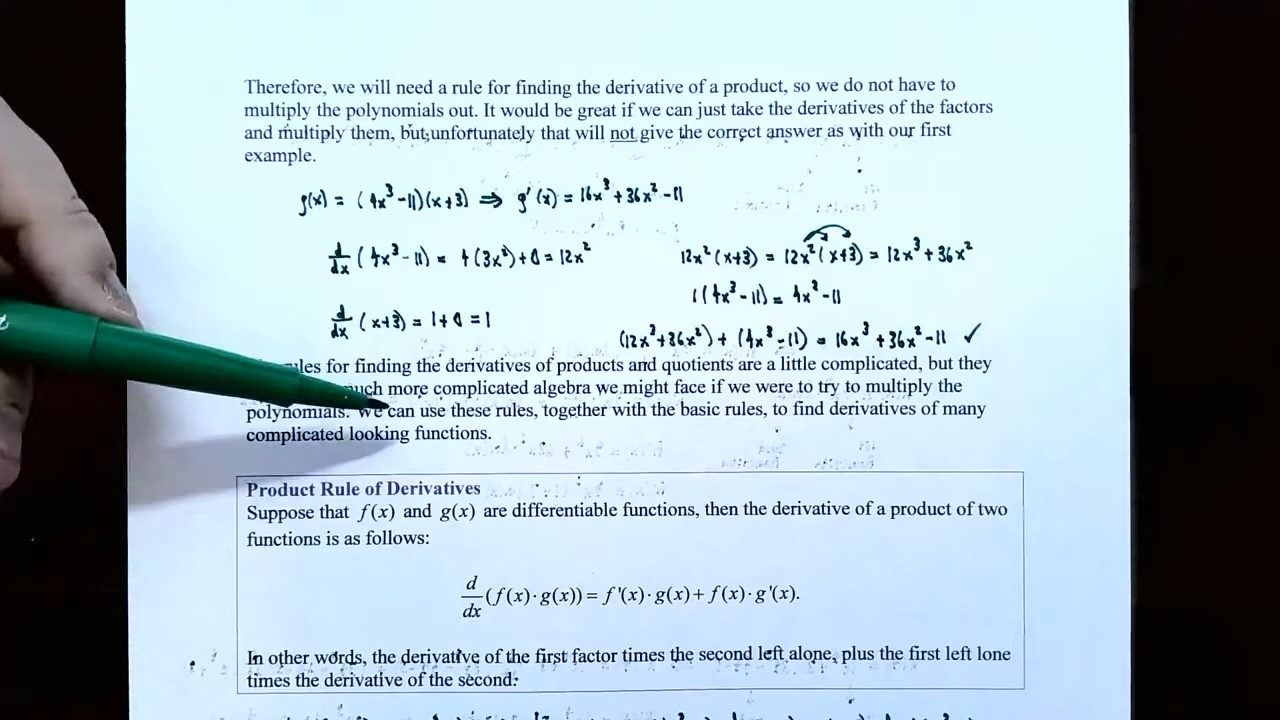 Therefore, we will need a rule for finding the derivative of a product, so we do not have to
multiply the polynomials out. It would be great if we can just take the derivatives of the factors
and multiply them, but unfortunately that will not give the correct answer as with our first
example.
g(x) = (4x³-11)(x+3) ⇒ g'(x) = 16x³+36x²-11
d/dx (4x³-11) = 4(3x²)+0 = 12x²
12x²(x+3) = 12x²(x+3) = 12x³+36x²
1(4x³-11) = 4x³-11
d/dx (x+3) = 1+0 = 1
(12x³+36x²) + (4x³-11) = 16x³+36x²-11 ✓
rules for finding the derivatives of products and quotients are a little complicated, but they
much more complicated algebra we might face if we were to try to multiply the
polynomials. We can use these rules, together with the basic rules, to find derivatives of many
complicated looking functions.
Product Rule of Derivatives
Suppose that f(x) and g(x) are differentiable functions, then the derivative of a product of two
functions is as follows:
d/dx (f(x)·g(x)) = f'(x)·g(x)+ f(x)·g'(x).
In other words, the derivative of the first factor times the second left alone, plus the first left lone
times the derivative of the second.